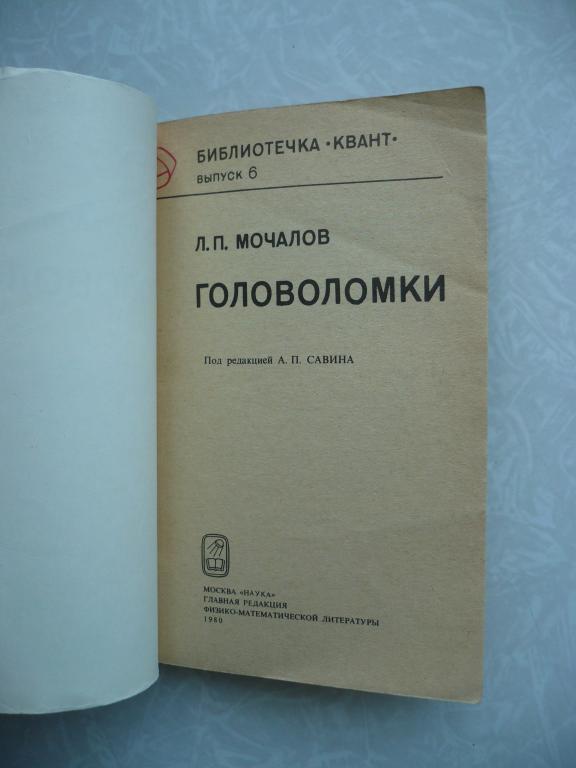 БИБЛИОТЕЧКА •КВАНТ•
ВЫПУСК 6
Л.П. МОЧАЛОВ
ГОЛОВОЛОМКИ
Под редакцией А. П. САВИНА
МОСКВА «НАУКА»
ГЛАВНАЯ РЕДАКЦИЯ
ФИЗИКО-МАТЕМАТИЧЕСКОЙ ЛИТЕРАТУРЫ
1980